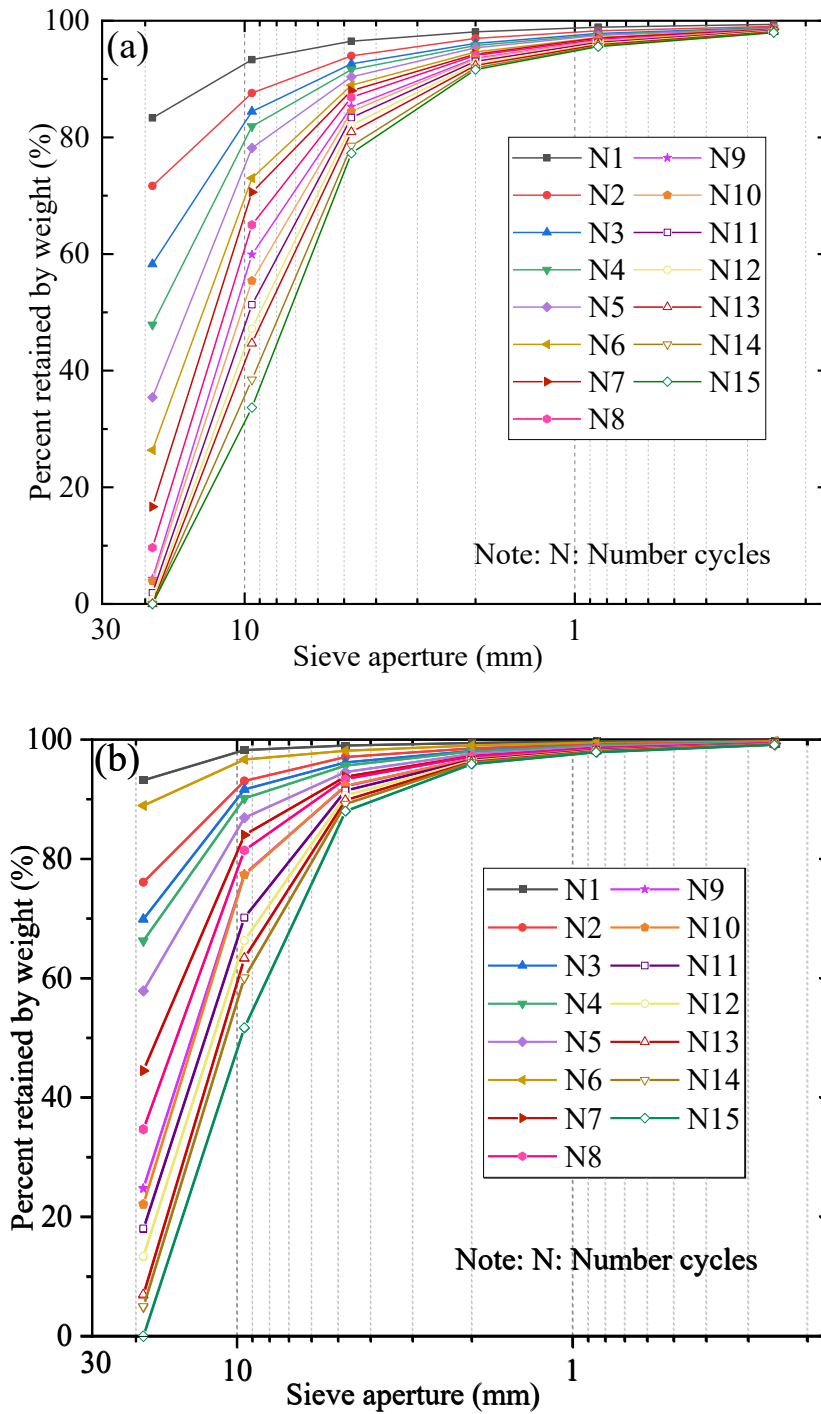 (a)
100
80
60
40
20
0
Percent retained by weight (%)
N1 N9
N2 N10
N3 N11
N4 N12
N5 N13
N6 N14
N7 N15
N8
Note: N: Number cycles
30 10 1
Sieve aperture (mm)
(b)
100
80
60
40
20
0
Percent retained by weight (%)
N1 N9
N2 N10
N3 N11
N4 N12
N5 N13
N6 N14
N7 N15
N8
Note: N: Number cycles
30 10 1
Sieve aperture (mm)